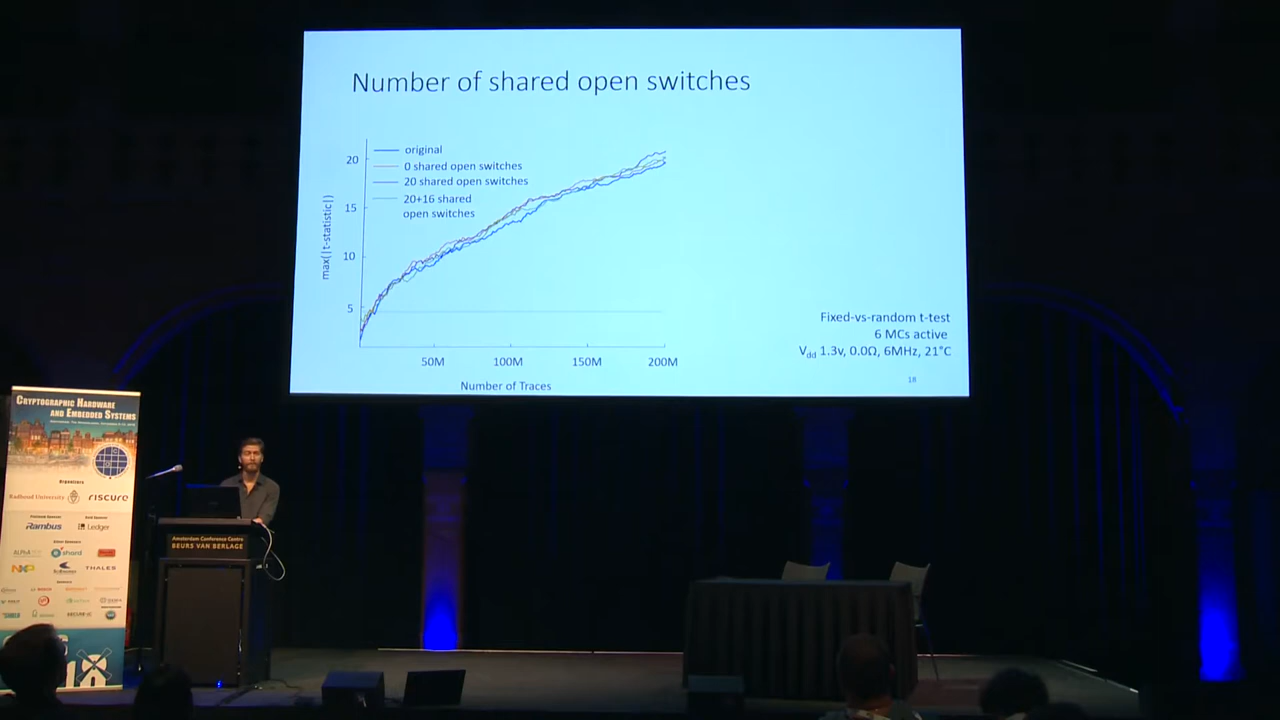 Number of shared open switches
original
0 shared open switches
20 shared open switches
20+16 shared
open switches
max(|t-statistic|)
20
15
10
5
50M
100M
150M
200M
Number of Traces
Fixed-vs-random t-test
6 MCs active
Vdd 1.3v, 0.0Ω, 6MHz, 21°C
18
CRYPTOGRAPHIC HARDWARE
AND EMBEDDED SYSTEMS
Organizers
Radboud University
riscure
Rambus
Ledger
shard
NXP
THALES
Amsterdam Conference Centre
BEURS VAN BERLAGE